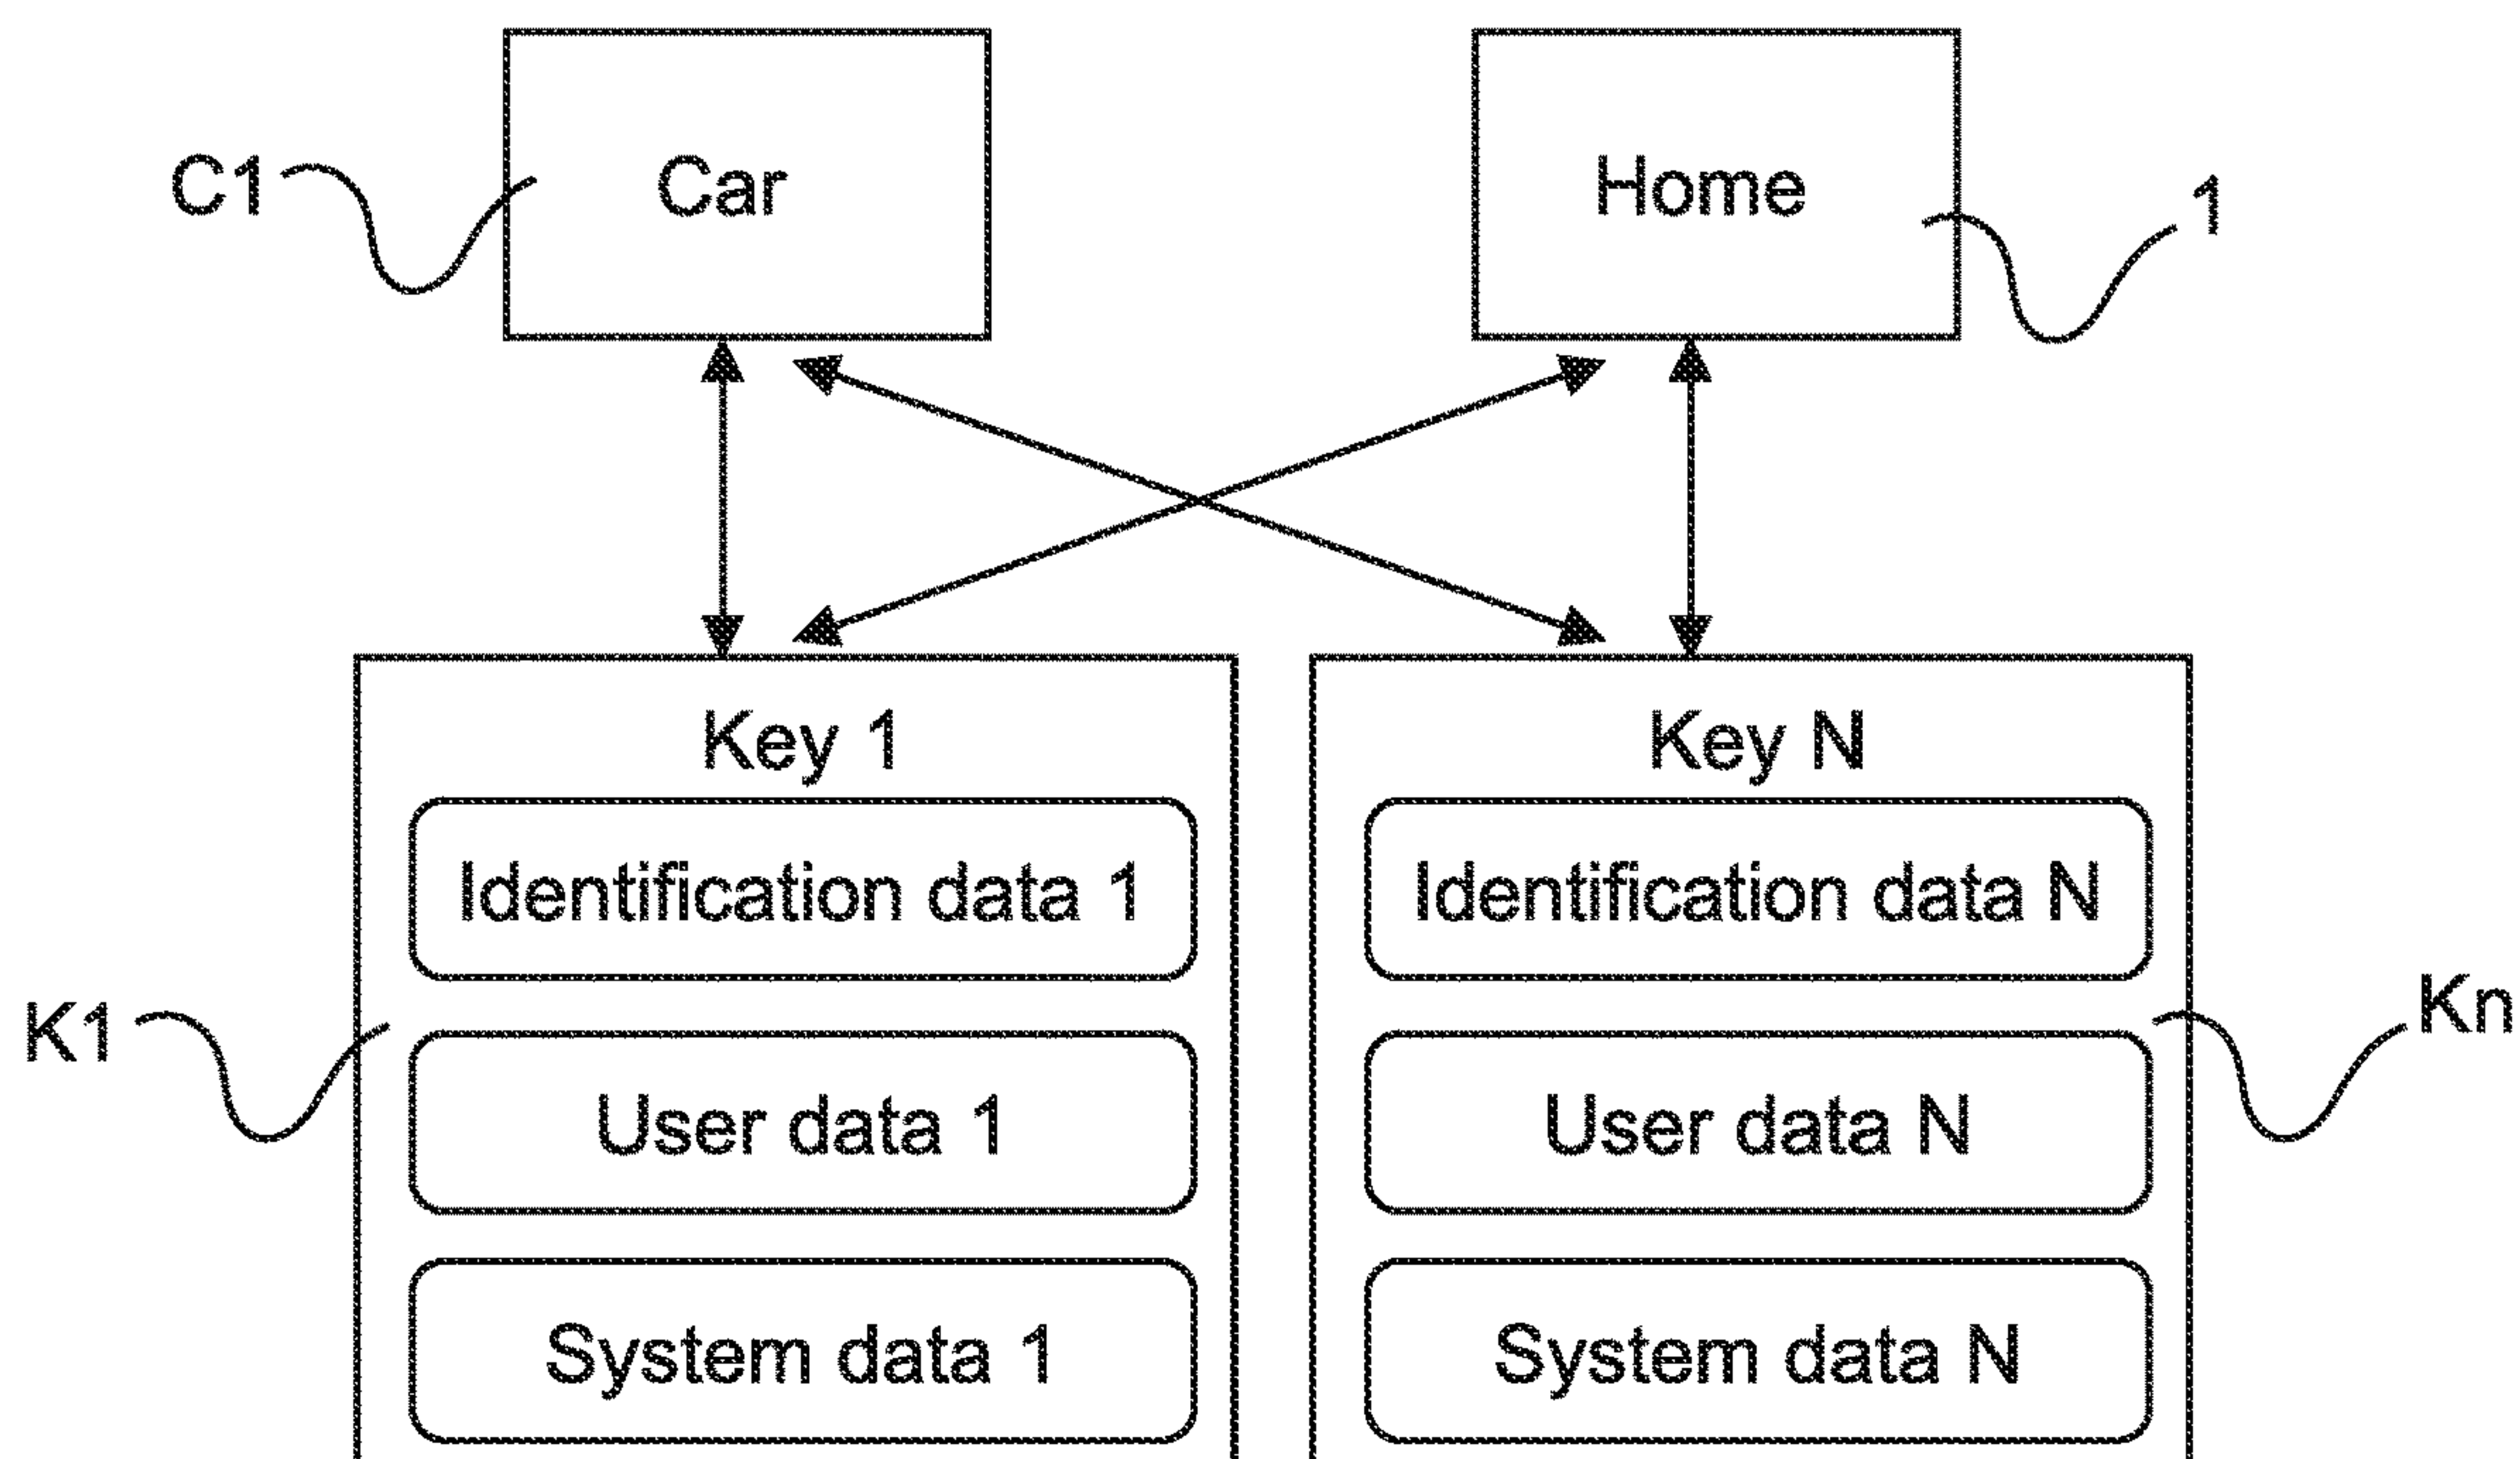 C1
Car
Home
1
Key 1
Key N
Identification data 1
Identification data N
K1
Kn
User data 1
User data N
System data 1
System data N